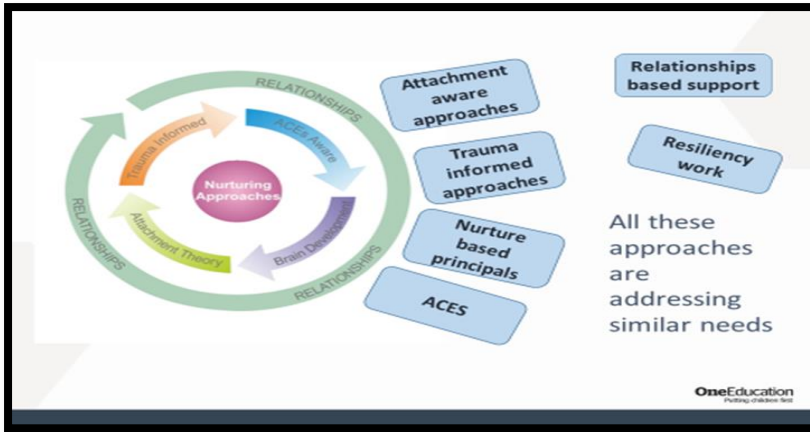 RELATIONSHIPS
RELATIONSHIPS
RELATIONSHIPS
Trauma Informed
ACEs Aware
Nurturing
Approaches
Attachment Theory
Brain Development
Attachment
aware
approaches
Trauma
informed
approaches
Nurture
based
principals
ACES
Relationships
based support
Resiliency
work
All these
approaches
are
addressing
similar needs
OneEducation
Putting children first